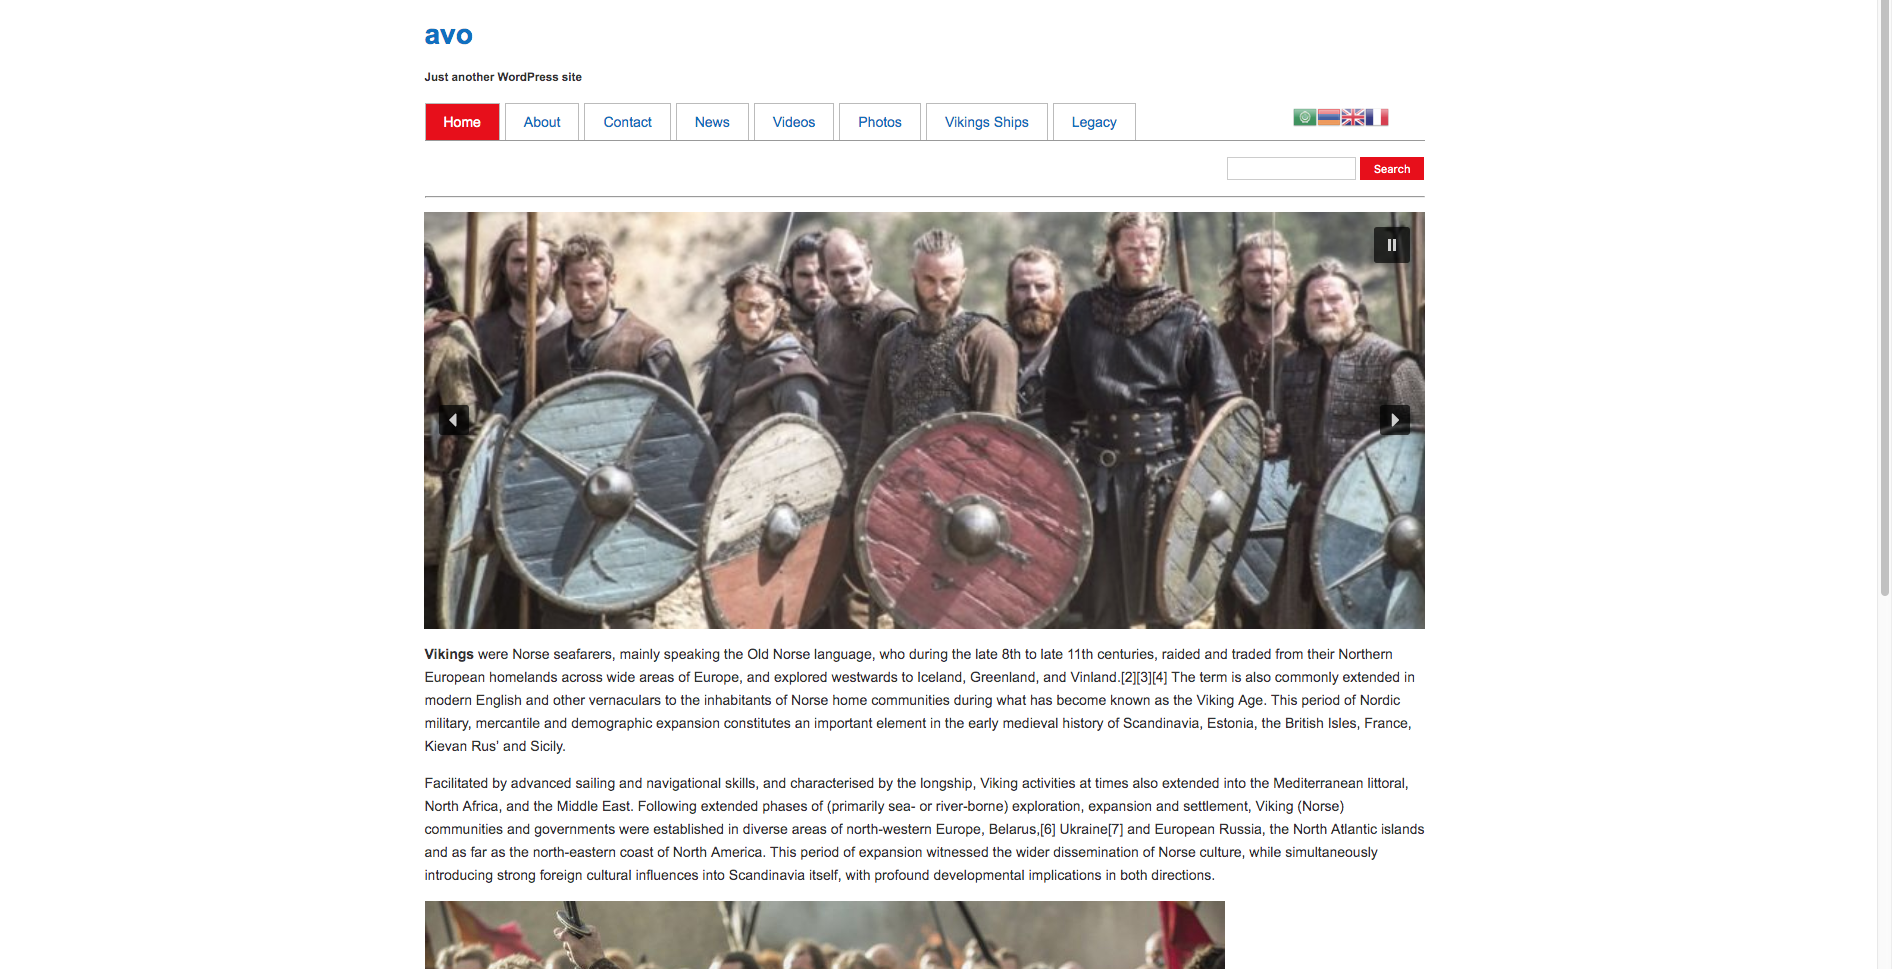 avo
Just another WordPress site
Home About Contact News Videos Photos Vikings Ships Legacy
Search
Vikings were Norse seafarers, mainly speaking the Old Norse language, who during the late 8th to late 11th centuries, raided and traded from their Northern
European homelands across wide areas of Europe, and explored westwards to Iceland, Greenland, and Vinland.[2][3][4] The term is also commonly extended in
modern English and other vernaculars to the inhabitants of Norse home communities during what has become known as the Viking Age. This period of Nordic
military, mercantile and demographic expansion constitutes an important element in the early medieval history of Scandinavia, Estonia, the British Isles, France,
Kievan Rus’ and Sicily.
Facilitated by advanced sailing and navigational skills, and characterised by the longship, Viking activities at times also extended into the Mediterranean littoral,
North Africa, and the Middle East. Following extended phases of (primarily sea- or river-borne) exploration, expansion and settlement, Viking (Norse)
communities and governments were established in diverse areas of north-western Europe, Belarus,[6] Ukraine[7] and European Russia, the North Atlantic islands
and as far as the north-eastern coast of North America. This period of expansion witnessed the wider dissemination of Norse culture, while simultaneously
introducing strong foreign cultural influences into Scandinavia itself, with profound developmental implications in both directions.